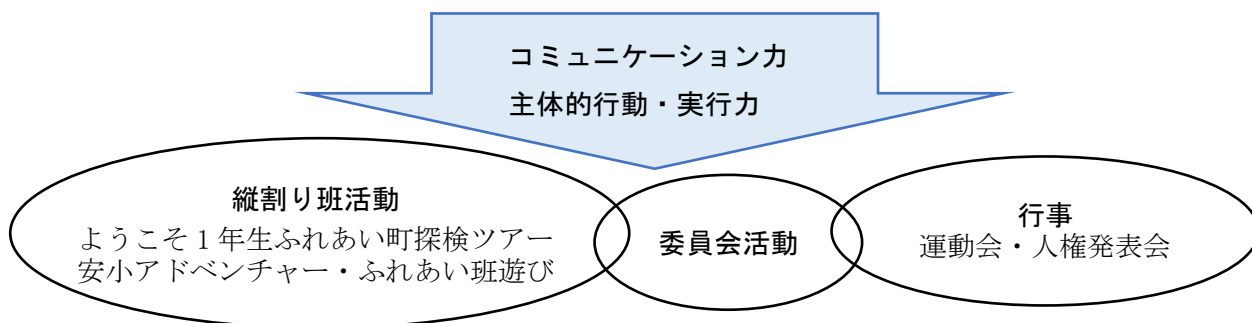 コミュニケーション力
主体的行動・実行力
縦割り班活動
ようこそ１年生ふれあい町探検ツアー
安小アドベンチャー・ふれあい班遊び
委員会活動
行事
運動会・人権発表会